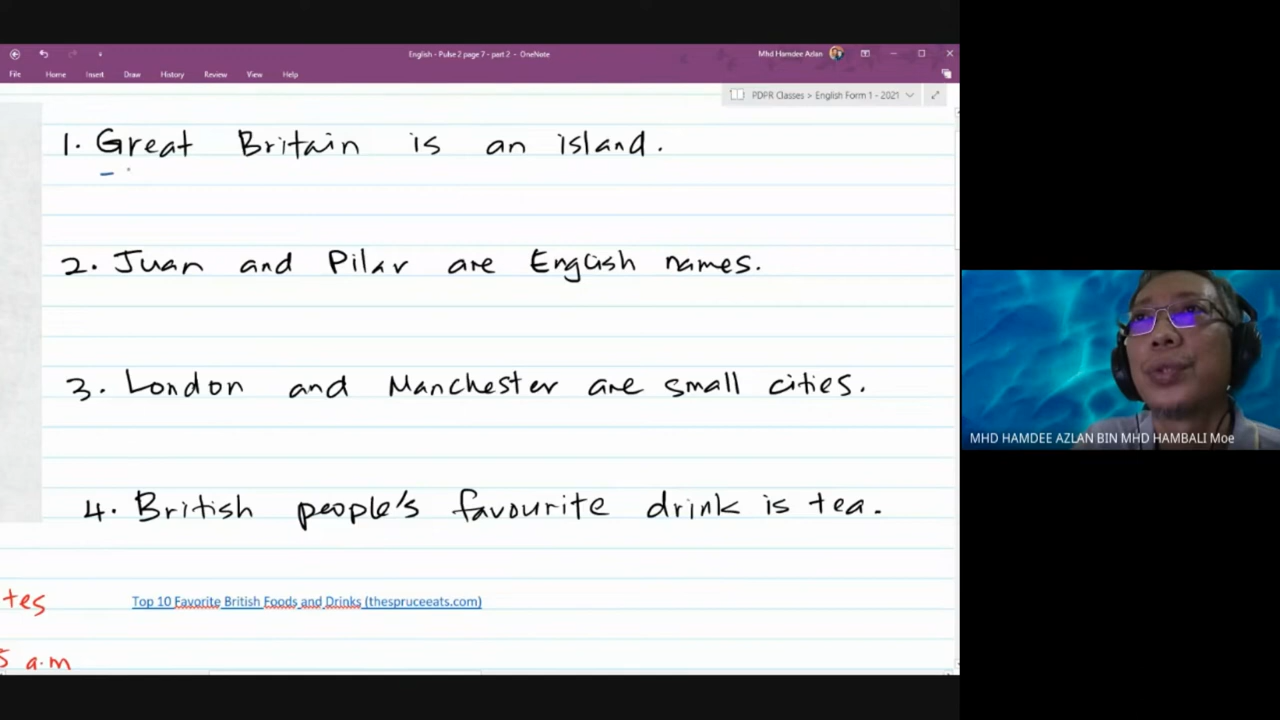 English - Pulse 2 page 7 - part 2 - OneNote
Mhd Hamdee Azlan
File Home Insert Draw History Review View Help
PDPR Classes > English Form 1 - 2021
1. Great Britain is an island.
2. Juan and Pilar are English names.
3. London and Manchester are small cities.
MHD HAMDEE AZLAN BIN MHD HAMBALI Moe
4. British people's favourite drink is tea.
tes
Top 10 Favorite British Foods and Drinks (thespruceeats.com)
5 a.m